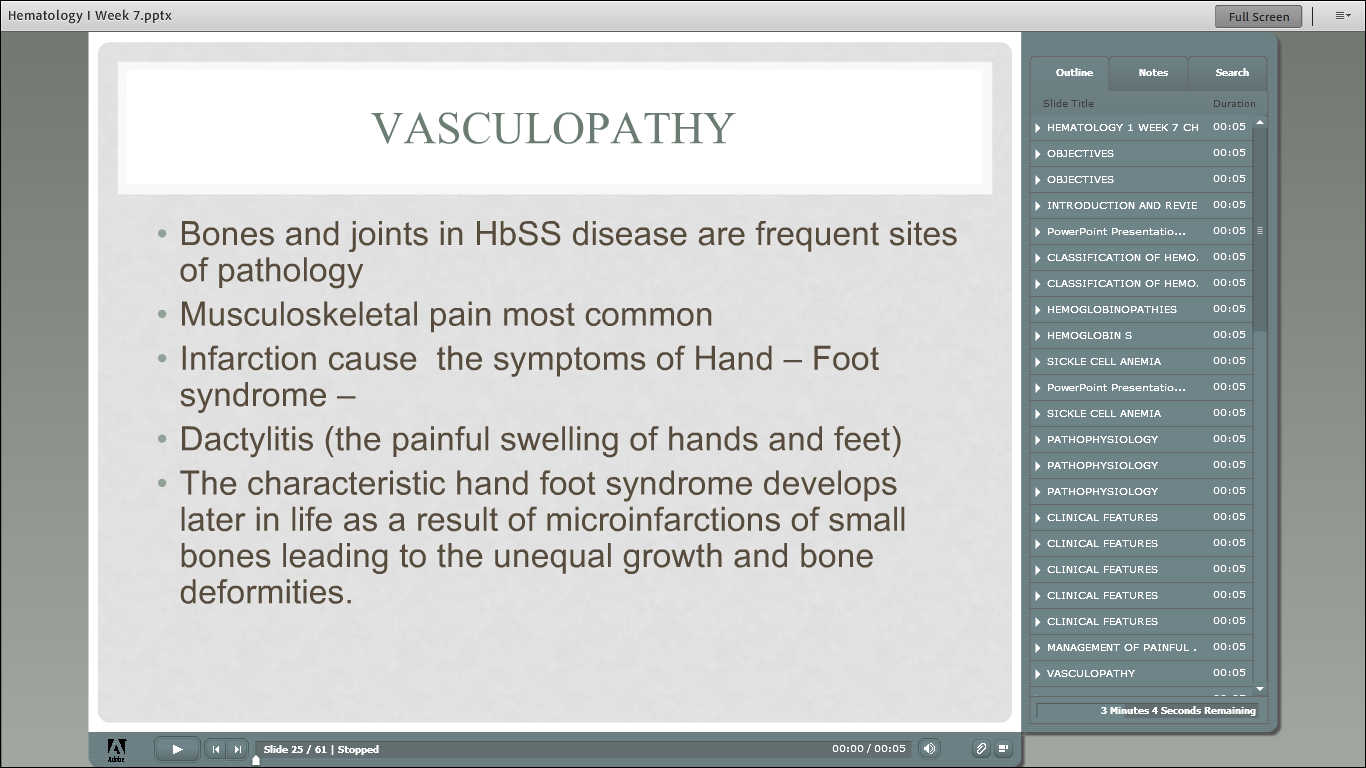 Hematology I Week 7.pptx
Full Screen
VASCULOPATHY
• Bones and joints in HbSS disease are frequent sites
of pathology
• Musculoskeletal pain most common
• Infarction cause  the symptoms of Hand – Foot
syndrome –
• Dactylitis (the painful swelling of hands and feet)
• The characteristic hand foot syndrome develops
later in life as a result of microinfarctions of small
bones leading to the unequal growth and bone
deformities.
Outline Notes Search
Slide Title Duration
HEMATOLOGY 1 WEEK 7 CH 00:05
OBJECTIVES 00:05
OBJECTIVES 00:05
INTRODUCTION AND REVIE 00:05
PowerPoint Presentatio... 00:05
CLASSIFICATION OF HEMO. 00:05
CLASSIFICATION OF HEMO. 00:05
HEMOGLOBINOPATHIES 00:05
HEMOGLOBIN S 00:05
SICKLE CELL ANEMIA 00:05
PowerPoint Presentatio... 00:05
SICKLE CELL ANEMIA 00:05
PATHOPHYSIOLOGY 00:05
PATHOPHYSIOLOGY 00:05
PATHOPHYSIOLOGY 00:05
CLINICAL FEATURES 00:05
CLINICAL FEATURES 00:05
CLINICAL FEATURES 00:05
CLINICAL FEATURES 00:05
CLINICAL FEATURES 00:05
MANAGEMENT OF PAINFUL . 00:05
VASCULOPATHY 00:05
3 Minutes 4 Seconds Remaining
Adobe
Slide 25 / 61 | Stopped 00:00 / 00:05